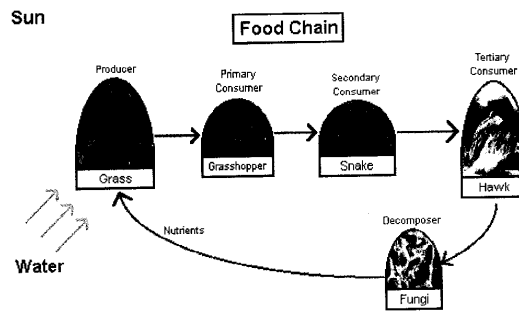 Sun
Food Chain
Producer
Primary
Consumer
Secondary
Consumer
Tertiary
Consumer
Grass
Grasshopper
Snake
Hawk
Nutrients
Decomposer
Water
Fungi